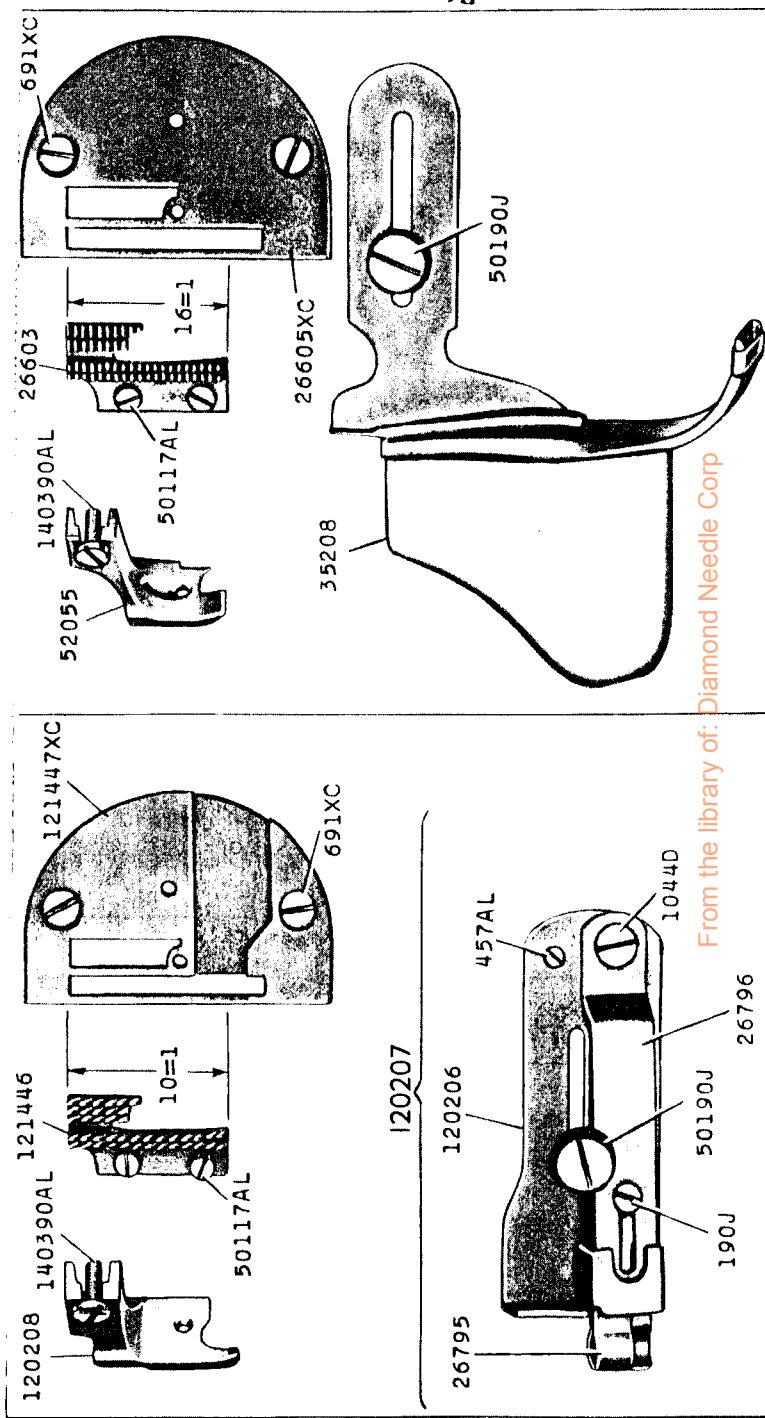 120208
140390AL
121446
121447XC
10=1
50117AL
691XC
120207
26795
120206
457AL
190J
50190J
26796
1044D
52055
140390AL
26603
691XC
50117AL
16=1
26605XC
35208
50190J
From the library of: Diamond Needle Corp